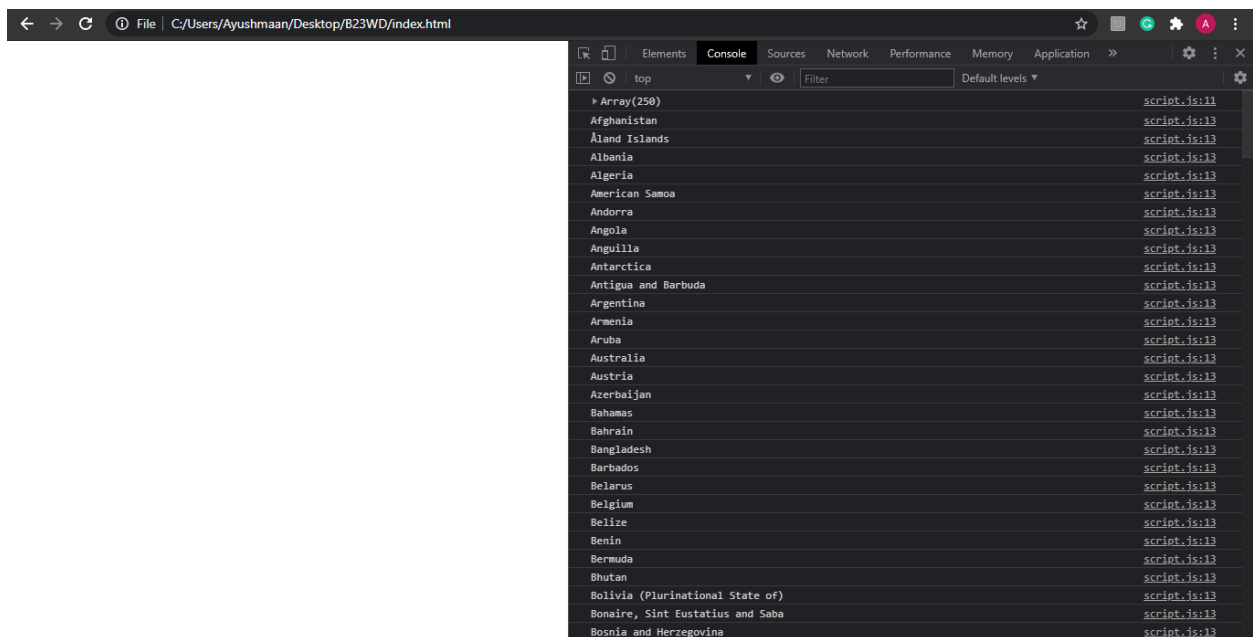 File | C:/Users/Ayushmaan/Desktop/B23WD/index.html
A
Elements Console Sources Network Performance Memory Application »
top Filter Default levels
Array(250) script.js:11
Afghanistan script.js:13
Åland Islands script.js:13
Albania script.js:13
Algeria script.js:13
American Samoa script.js:13
Andorra script.js:13
Angola script.js:13
Anguilla script.js:13
Antarctica script.js:13
Antigua and Barbuda script.js:13
Argentina script.js:13
Armenia script.js:13
Aruba script.js:13
Australia script.js:13
Austria script.js:13
Azerbaijan script.js:13
Bahamas script.js:13
Bahrain script.js:13
Bangladesh script.js:13
Barbados script.js:13
Belarus script.js:13
Belgium script.js:13
Belize script.js:13
Benin script.js:13
Bermuda script.js:13
Bhutan script.js:13
Bolivia (Plurinational State of) script.js:13
Bonaire, Sint Eustatius and Saba script.js:13
Bosnia and Herzegovina script.js:13